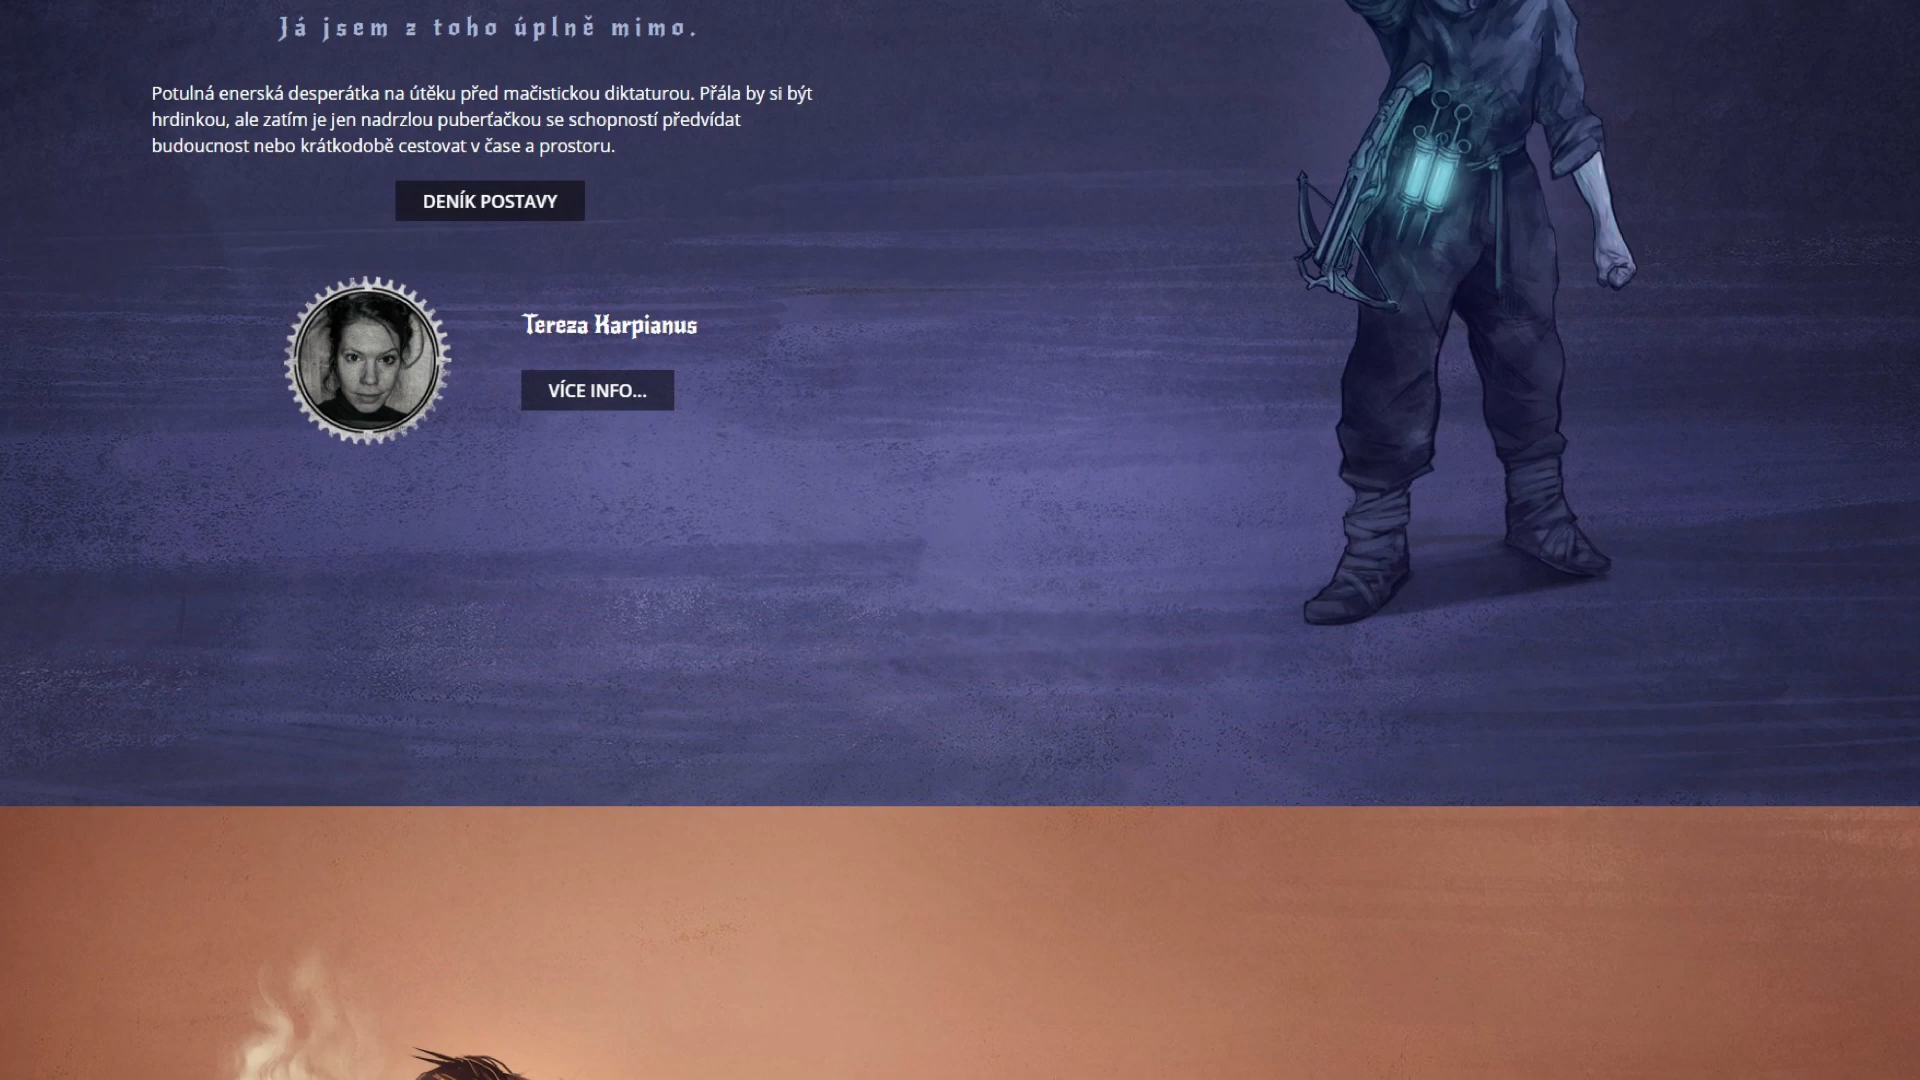 Já jsem z toho úplně mimo.
Potulná enerská desperátka na útěku před mačistickou diktaturou. Přála by si být
hrdinkou, ale zatím je jen nadrzlou puberťačkou se schopností předvídat
budoucnost nebo krátkodobě cestovat v čase a prostoru.
DENÍK POSTAVY
Tereza Karpianus
VÍCE INFO...